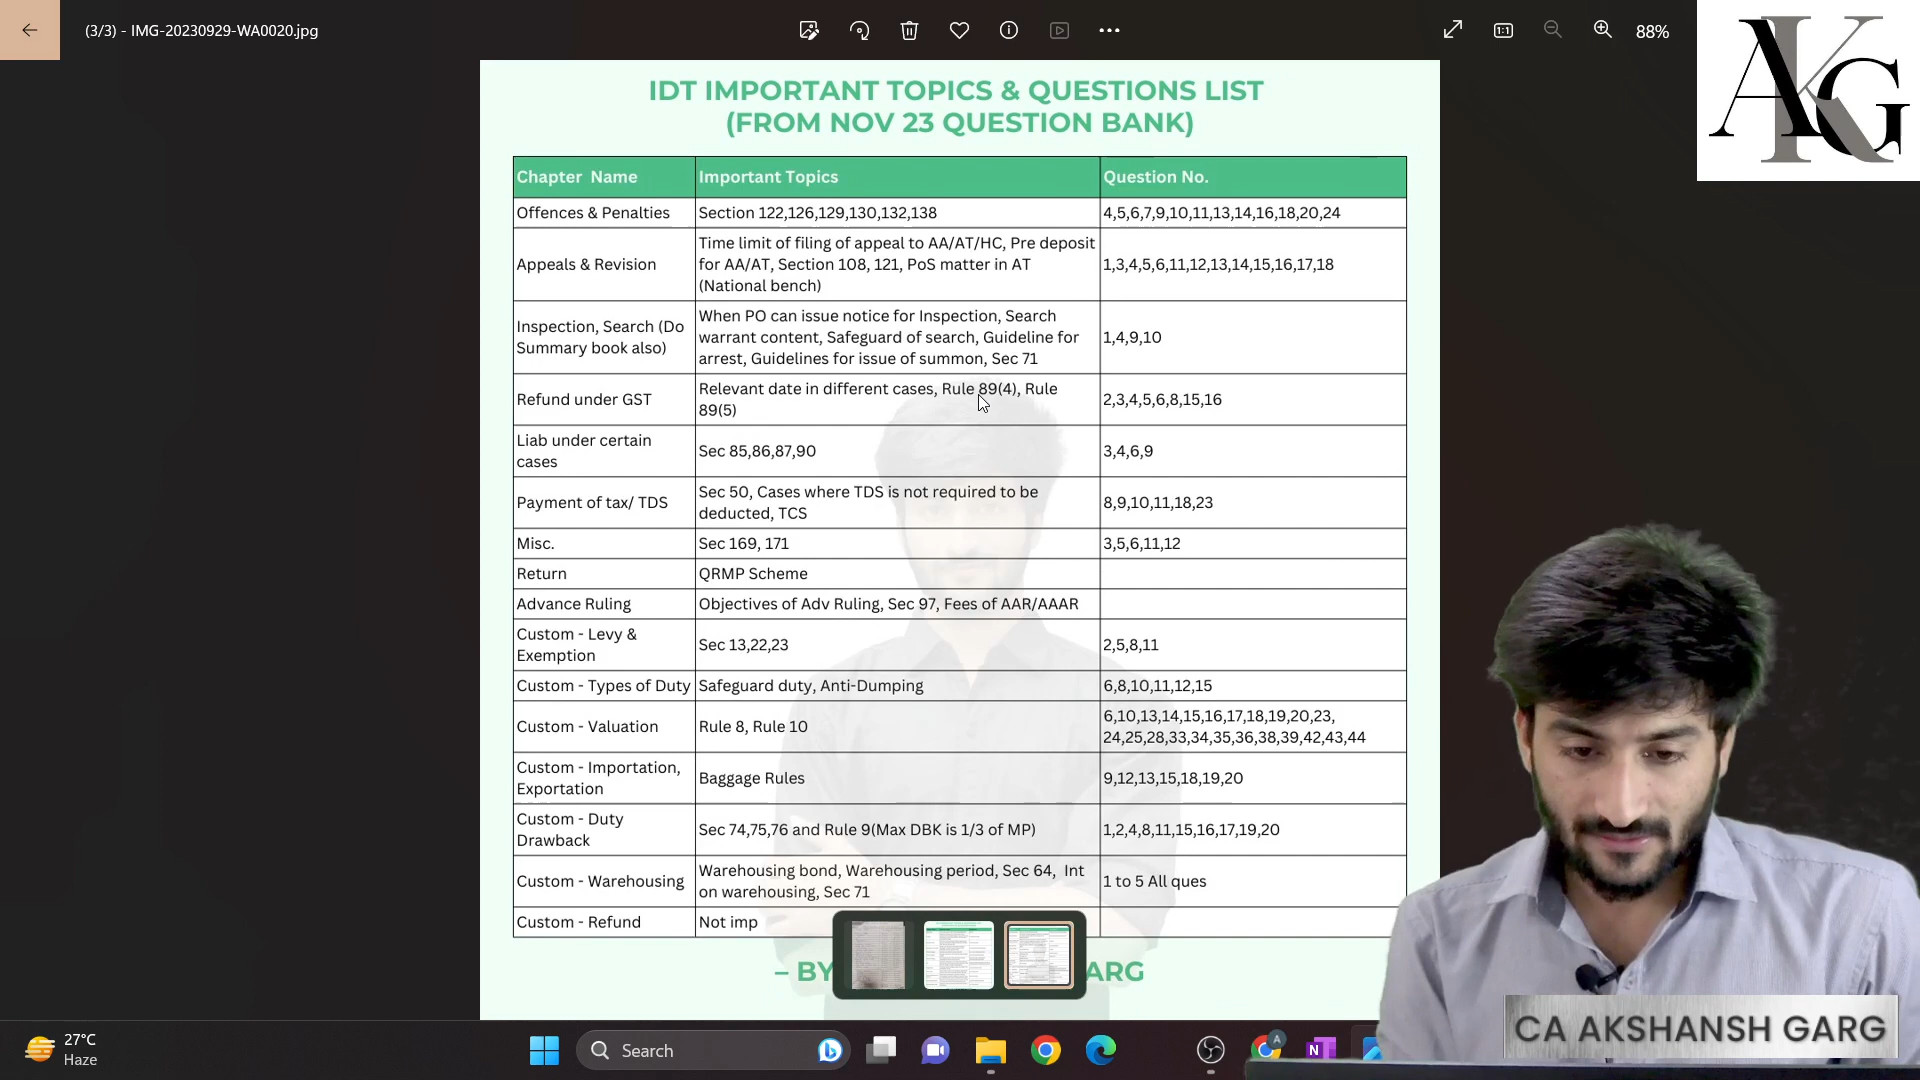 (3/3) - IMG-20230929-WA0020.jpg
88%
AKG
IDT IMPORTANT TOPICS & QUESTIONS LIST
(FROM NOV 23 QUESTION BANK)
Chapter Name Important Topics Question No.
Offences & Penalties Section 122,126,129,130,132,138 4,5,6,7,9,10,11,13,14,16,18,20,24
Appeals & Revision
Time limit of filing of appeal to AA/AT/HC, Pre deposit
for AA/AT, Section 108, 121, PoS matter in AT
(National bench)
1,3,4,5,6,11,12,13,14,15,16,17,18
Inspection, Search (Do
Summary book also)
When PO can issue notice for Inspection, Search
warrant content, Safeguard of search, Guideline for
arrest, Guidelines for issue of summon, Sec 71
1,4,9,10
Refund under GST
Relevant date in different cases, Rule 89(4), Rule
89(5)
2,3,4,5,6,8,15,16
Liab under certain
cases
Sec 85,86,87,90
3,4,6,9
Payment of tax/ TDS
Sec 50, Cases where TDS is not required to be
deducted, TCS
8,9,10,11,18,23
Misc. Sec 169, 171 3,5,6,11,12
Return QRMP Scheme
Advance Ruling Objectives of Adv Ruling, Sec 97, Fees of AAR/AAAR
Custom - Levy &
Exemption
Sec 13,22,23
2,5,8,11
Custom - Types of Duty Safeguard duty, Anti-Dumping 6,8,10,11,12,15
Custom - Valuation Rule 8, Rule 10
6,10,13,14,15,16,17,18,19,20,23,
24,25,28,33,34,35,36,38,39,42,43,44
Custom - Importation,
Exportation
Baggage Rules
9,12,13,15,18,19,20
Custom - Duty
Drawback
Sec 74,75,76 and Rule 9(Max DBK is 1/3 of MP)
1,2,4,8,11,15,16,17,19,20
Custom - Warehousing
Warehousing bond, Warehousing period, Sec 64, Int
on warehousing, Sec 71
1 to 5 All ques
Custom - Refund Not imp
– BY ARG
CA AKSHANSH GARG
27°C
Haze
Search